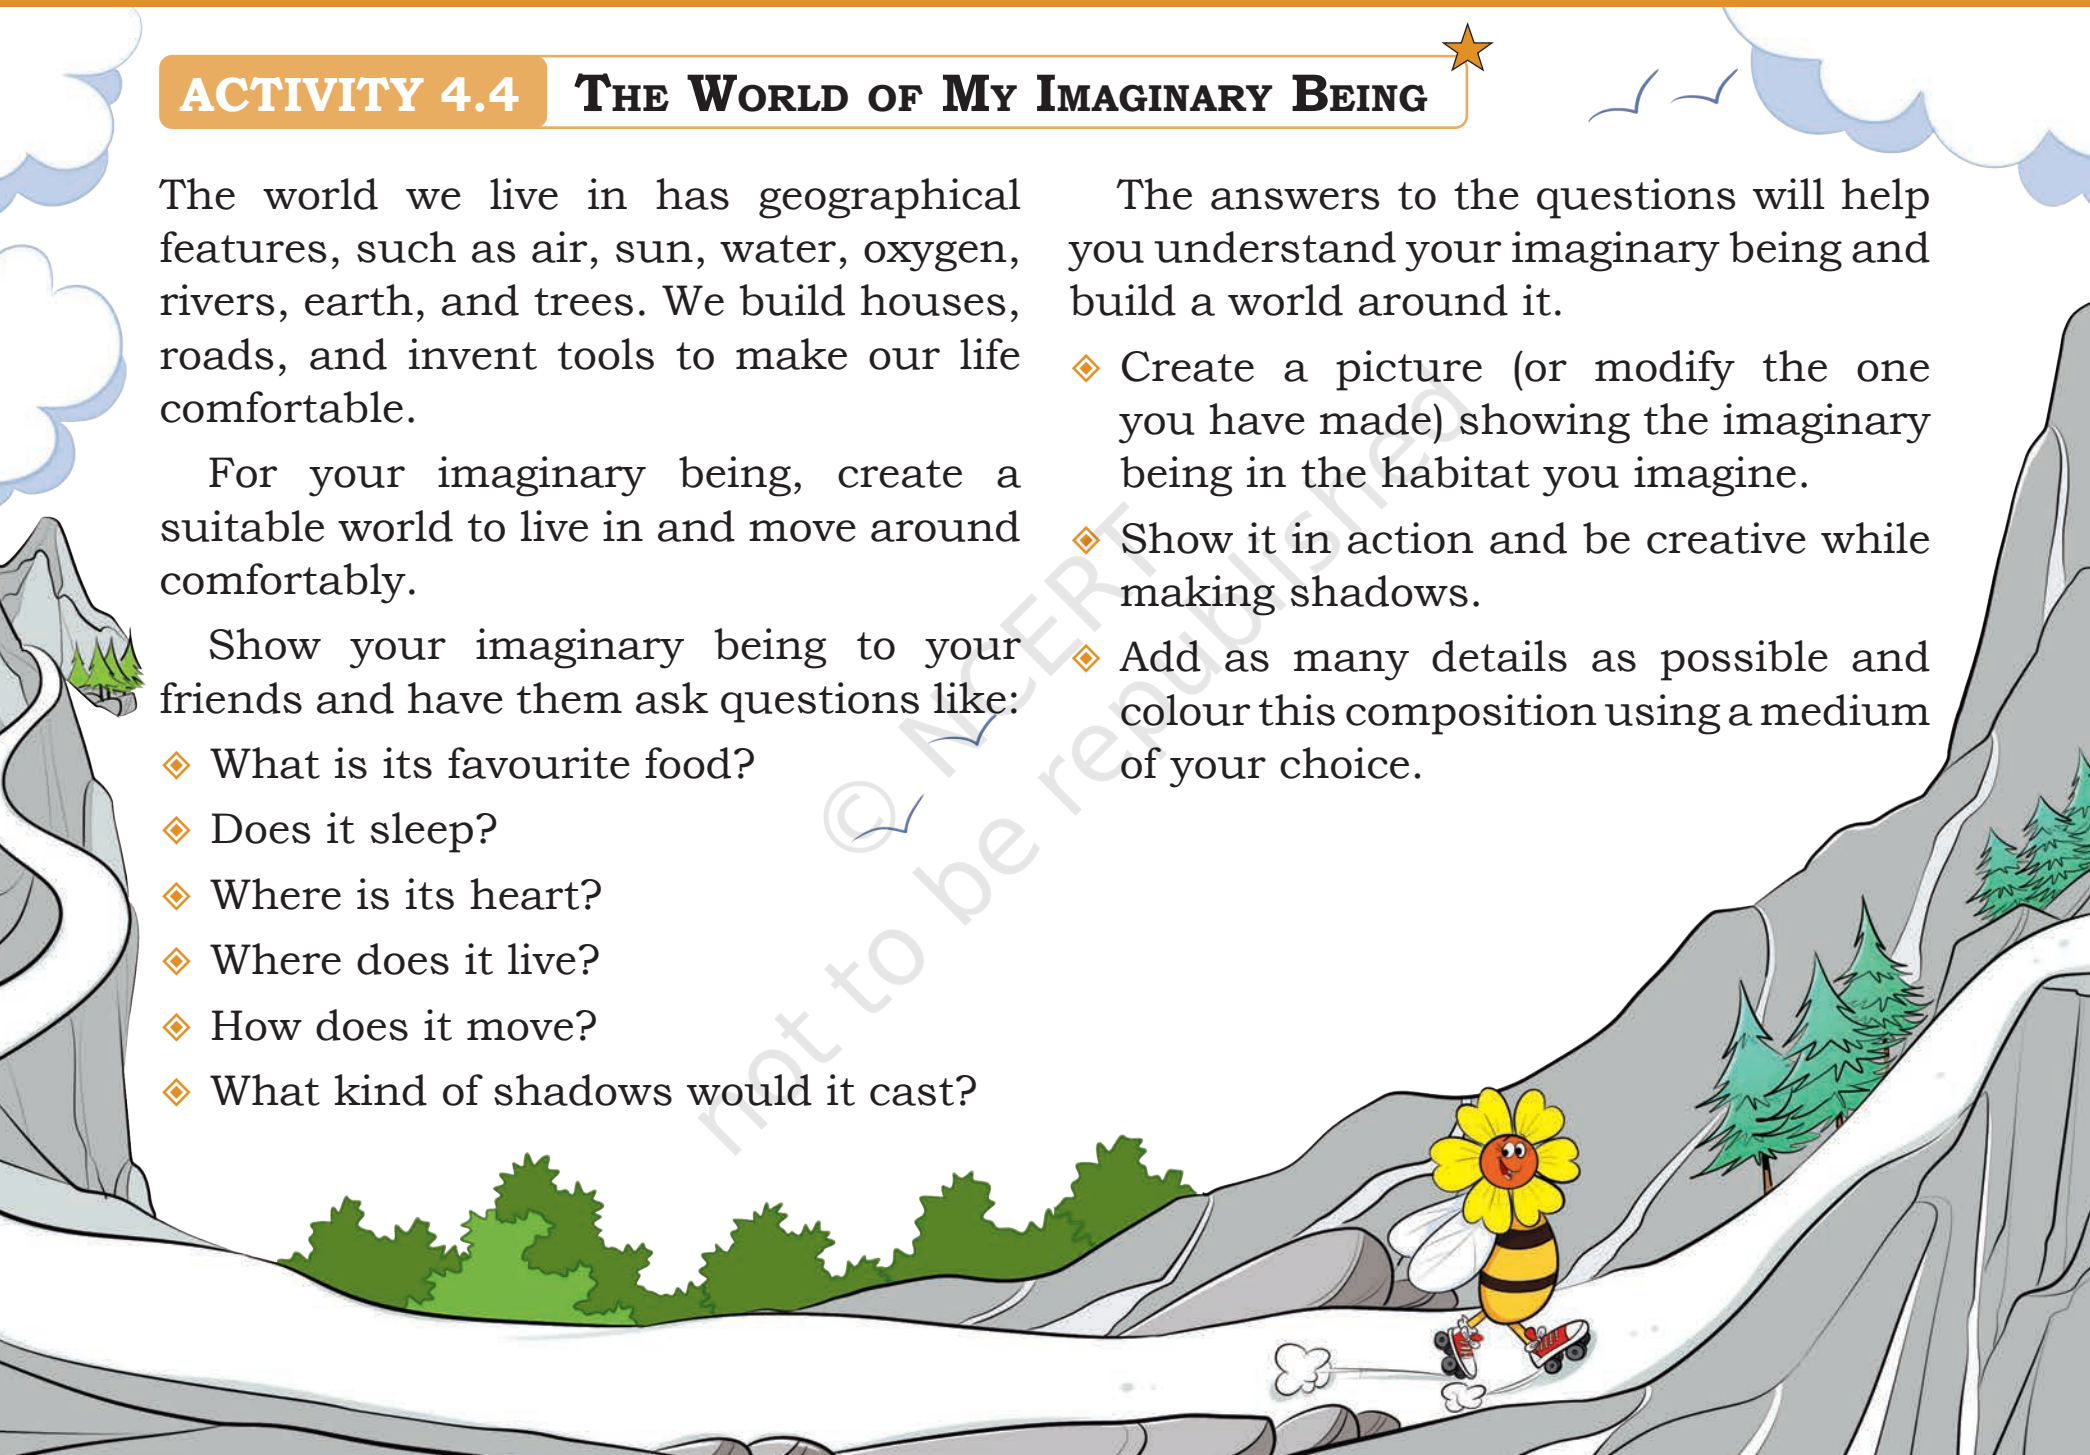 ACTIVITY 4.4 THE WORLD OF MY IMAGINARY BEING
The world we live in has geographical
features, such as air, sun, water, oxygen,
rivers, earth, and trees. We build houses,
roads, and invent tools to make our life
comfortable.
For your imaginary being, create a
suitable world to live in and move around
comfortably.
Show your imaginary being to your
friends and have them ask questions like:
What is its favourite food?
Does it sleep?
Where is its heart?
Where does it live?
How does it move?
What kind of shadows would it cast?
The answers to the questions will help
you understand your imaginary being and
build a world around it.
Create a picture (or modify the one
you have made) showing the imaginary
being in the habitat you imagine.
Show it in action and be creative while
making shadows.
Add as many details as possible and
colour this composition using a medium
of your choice.
© NCERT
not to be republished